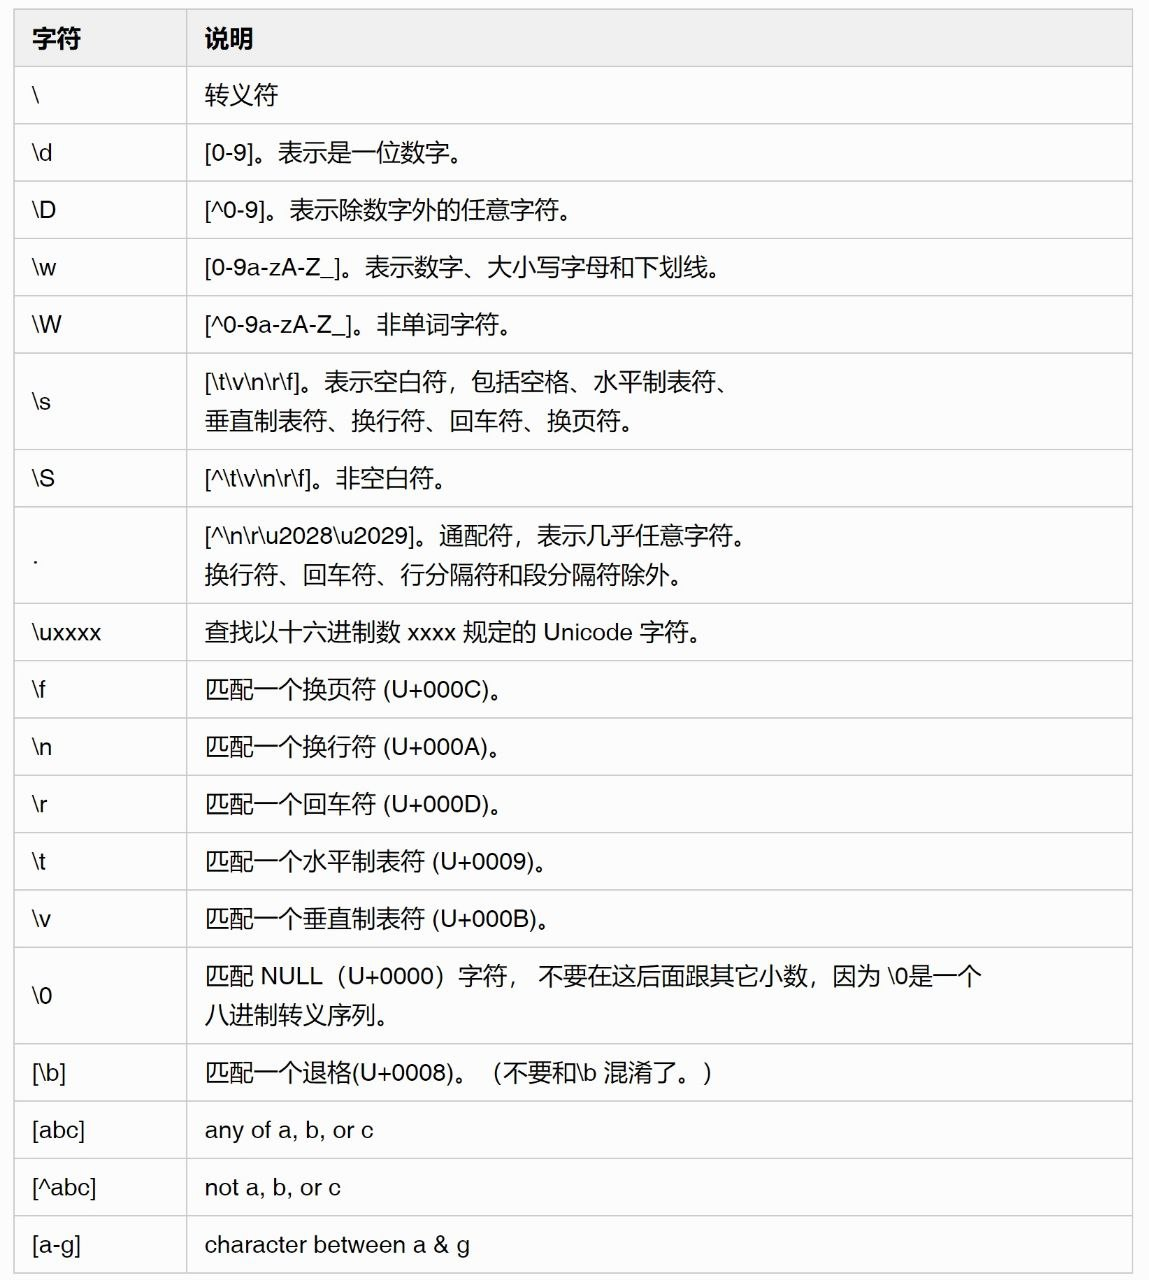 字符 说明
\ 转义符
\d [0-9]。表示是一位数字。
\D [^0-9]。表示除数字外的任意字符。
\w [0-9a-zA-Z_]。表示数字、大小写字母和下划线。
\W [^0-9a-zA-Z_]。非单词字符。
\s [\t\v\n\r\f]。表示空白符，包括空格、水平制表符、
垂直制表符、换行符、回车符、换页符。
\S [^\t\v\n\r\f]。非空白符。
. [^\n\r\u2028\u2029]。通配符，表示几乎任意字符。
换行符、回车符、行分隔符和段分隔符除外。
\uxxxx 查找以十六进制数 xxxx 规定的 Unicode 字符。
\f 匹配一个换页符 (U+000C)。
\n 匹配一个换行符 (U+000A)。
\r 匹配一个回车符 (U+000D)。
\t 匹配一个水平制表符 (U+0009)。
\v 匹配一个垂直制表符 (U+000B)。
\0 匹配 NULL（U+0000）字符， 不要在这后面跟其它小数，因为 \0是一个
八进制转义序列。
[\b] 匹配一个退格(U+0008)。（不要和\b 混淆了。）
[abc] any of a, b, or c
[^abc] not a, b, or c
[a-g] character between a & g